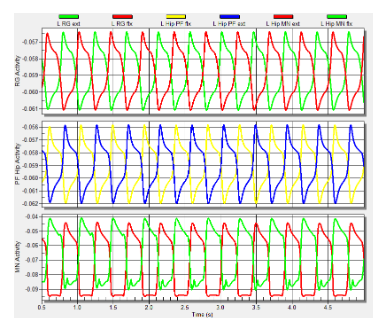 L RG ext L RG flx L Hip PF flx L Hip PF ext L Hip MN ext L Hip MN flx
RG Activity
-0.057
-0.058
-0.059
-0.060
-0.061
PF Hip Activity
-0.056
-0.058
-0.060
-0.062
MN Activity
-0.04
-0.05
-0.06
-0.07
-0.08
-0.09
0.5 1.0 1.5 2.0 2.5 3.0 3.5 4.0 4.5
Time (s)